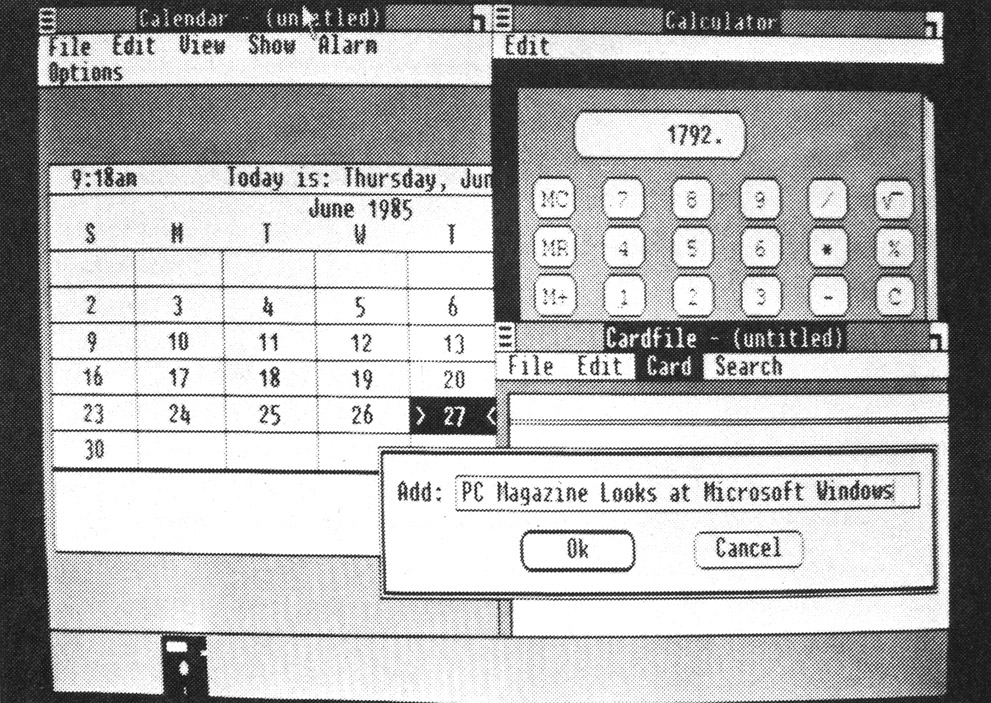 Calendar - (untitled)
File Edit View Show Alarm
Options
9:18am Today is: Thursday, Jun
June 1985
S M T W T
2 3 4 5 6
9 10 11 12 13
16 17 18 19 20
23 24 25 26 > 27 <
30
Calculator
Edit
1792.
MC 7 8 9 / √
MR 4 5 6 * %
M+ 1 2 3 - C
Cardfile - (untitled)
File Edit Card Search
Add: PC Magazine Looks at Microsoft Windows
Ok Cancel